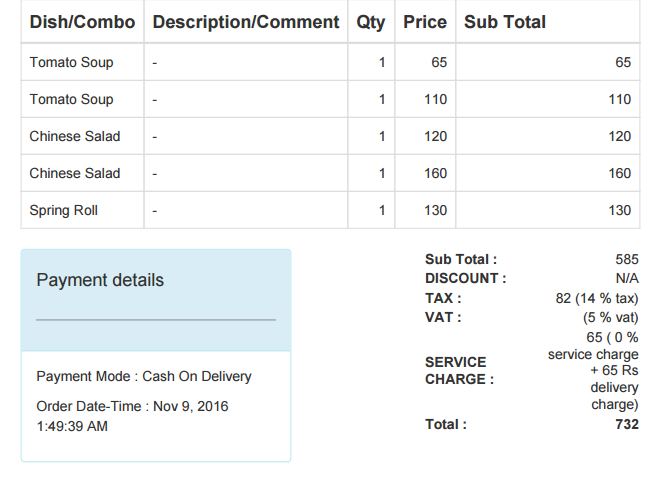 Dish/Combo Description/Comment Qty Price Sub Total
Tomato Soup - 1 65 65
Tomato Soup - 1 110 110
Chinese Salad - 1 120 120
Chinese Salad - 1 160 160
Spring Roll - 1 130 130
Payment details
Payment Mode : Cash On Delivery
Order Date-Time : Nov 9, 2016
1:49:39 AM
Sub Total : 585
DISCOUNT : N/A
TAX : 82 (14 % tax)
VAT : (5 % vat)
SERVICE
CHARGE :
65 ( 0 %
service charge
+ 65 Rs
delivery
charge)
Total : 732